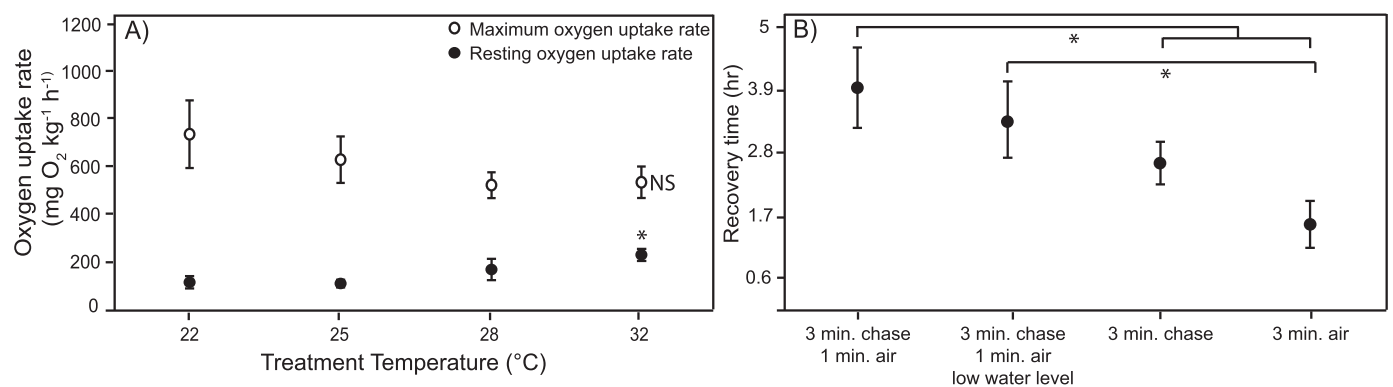 A)
Maximum oxygen uptake rate
Resting oxygen uptake rate
Oxygen uptake rate
(mg O₂ kg⁻¹ h⁻¹)
1200
1000
800
600
400
200
0
NS
*
22
25
28
32
Treatment Temperature (°C)
B)
Recovery time (hr)
5
3.9
2.8
1.7
0.6
*
*
3 min. chase
1 min. air
3 min. chase
1 min. air
low water level
3 min. chase
3 min. air